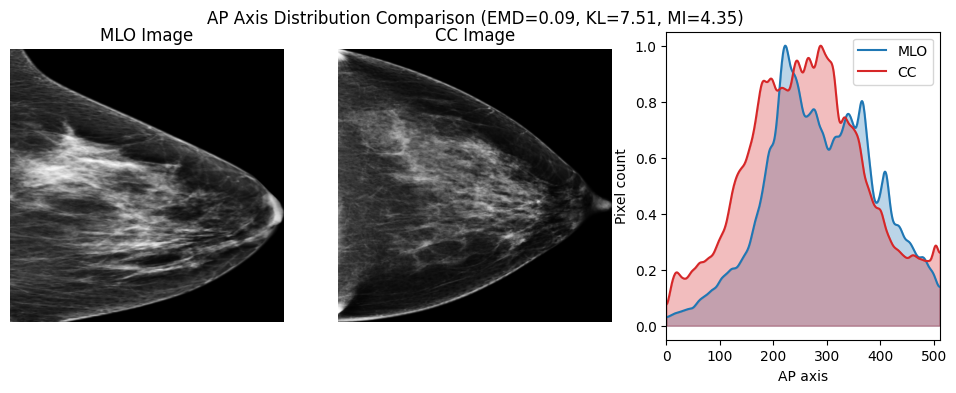 AP Axis Distribution Comparison (EMD=0.09, KL=7.51, MI=4.35)
MLO Image
CC Image
MLO
CC
Pixel count
1.0
0.8
0.6
0.4
0.2
0.0
0 100 200 300 400 500
AP axis